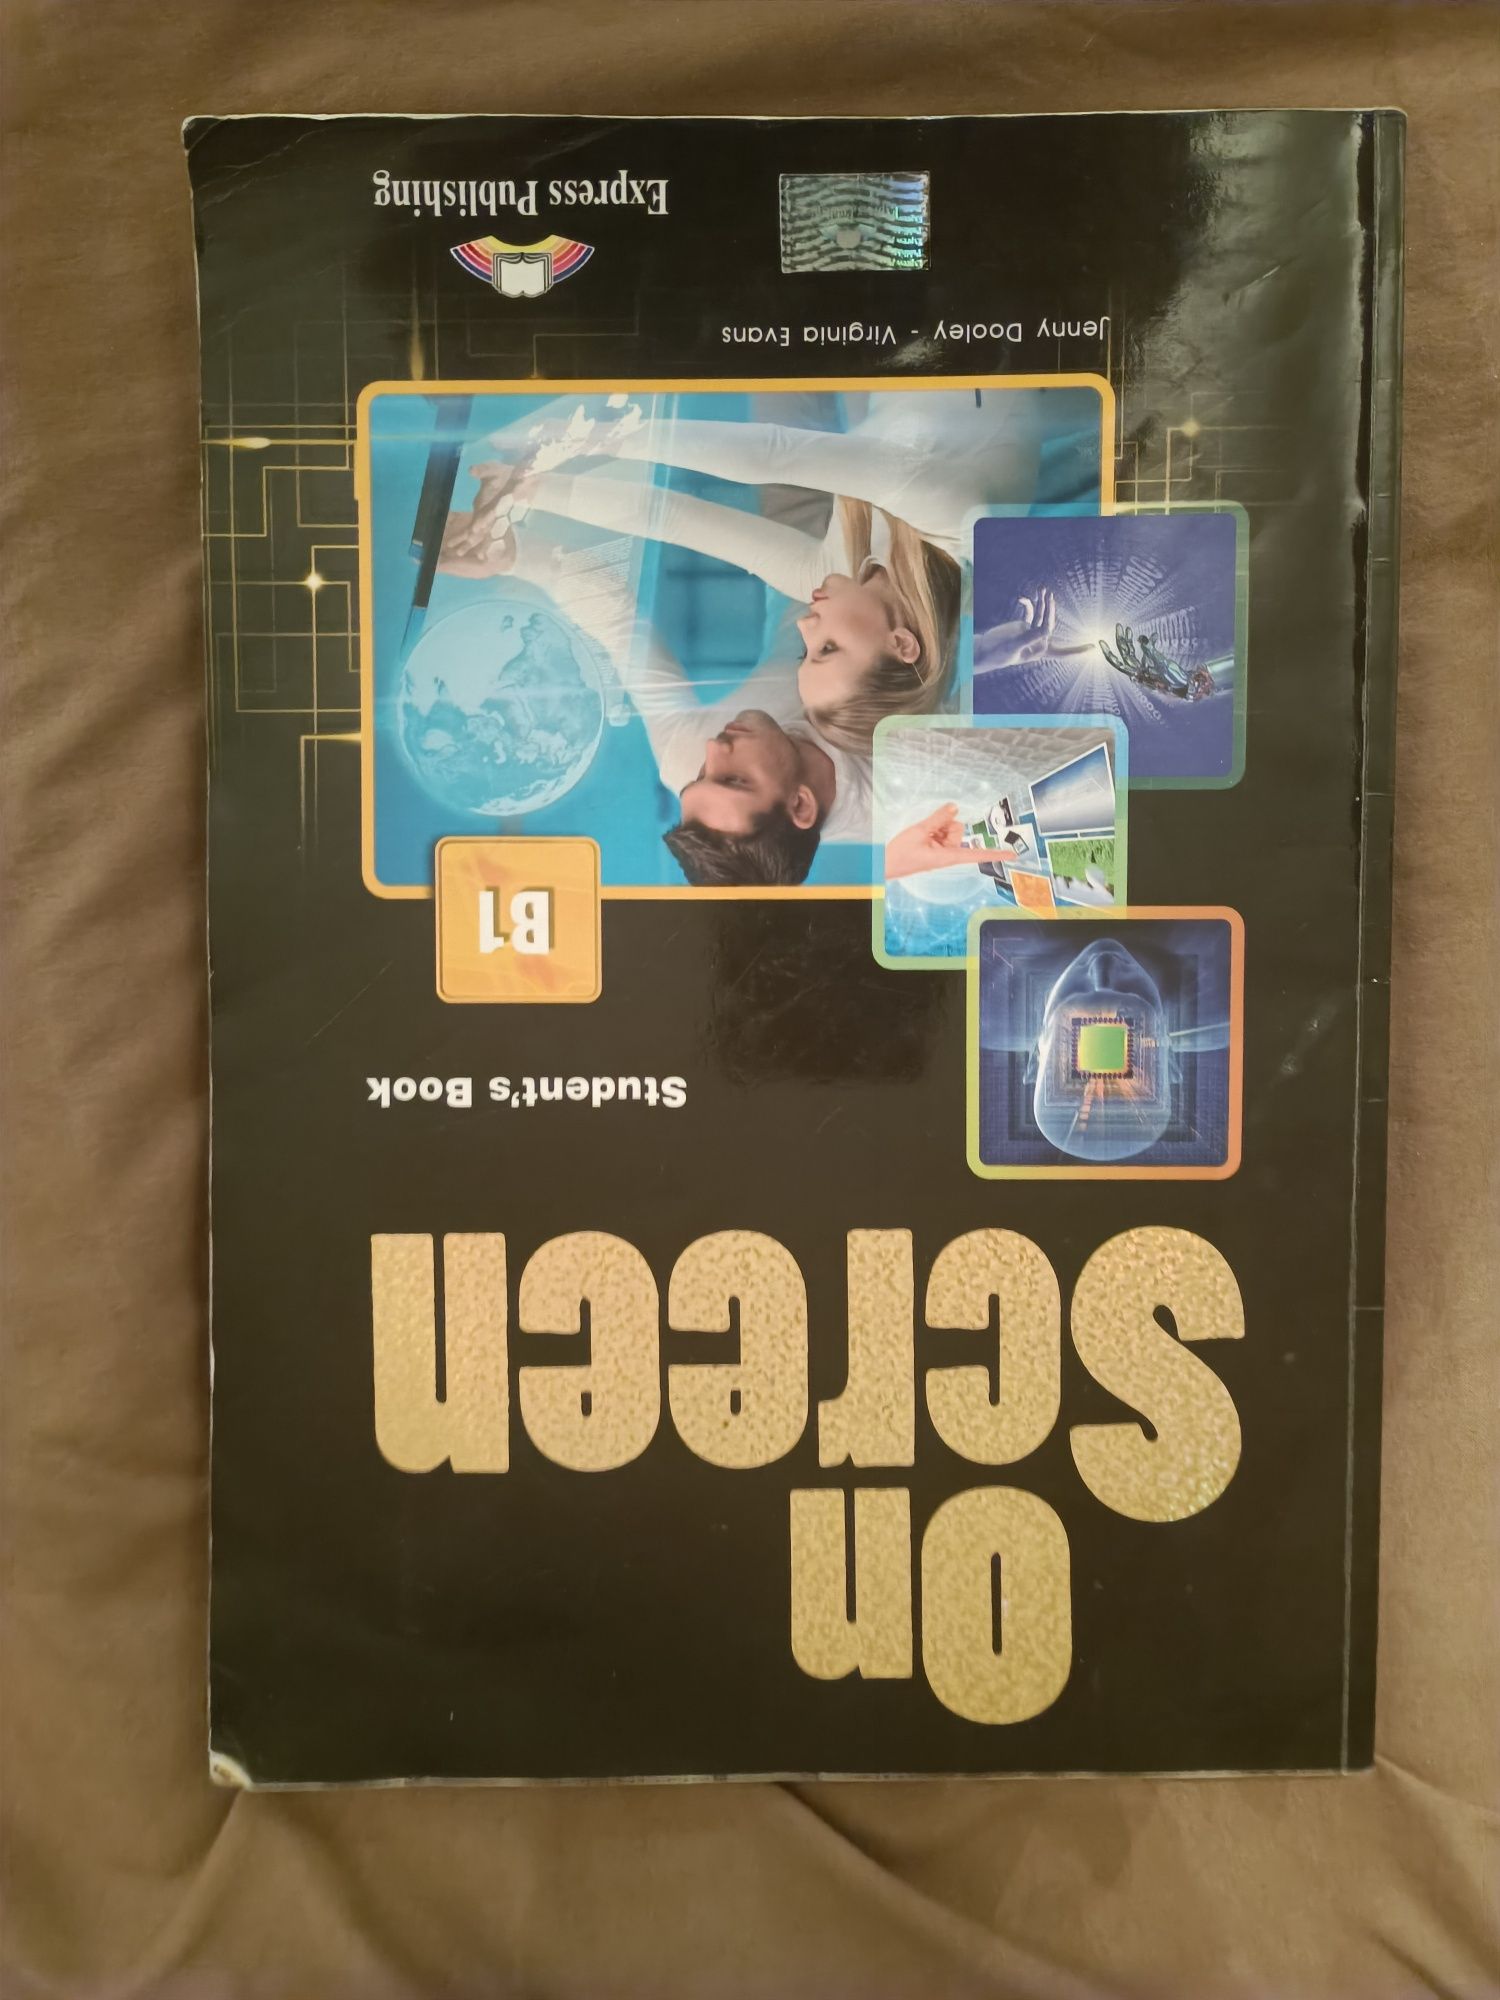 on
Screen
Student's Book
B1
Jenny Dooley - Virginia Evans
Express Publishing